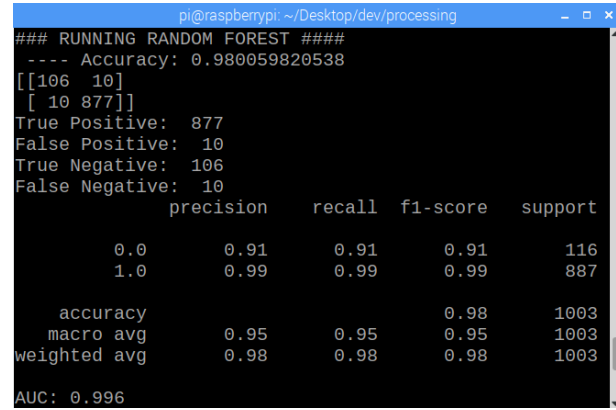 pi@raspberrypi: ~/Desktop/dev/processing
### RUNNING RANDOM FOREST ####
---- Accuracy: 0.980059820538
[[106 10]
[ 10 877]]
True Positive: 877
False Positive: 10
True Negative: 106
False Negative: 10
precision recall f1-score support
0.0 0.91 0.91 0.91 116
1.0 0.99 0.99 0.99 887
accuracy 0.98 1003
macro avg 0.95 0.95 0.95 1003
weighted avg 0.98 0.98 0.98 1003
AUC: 0.996